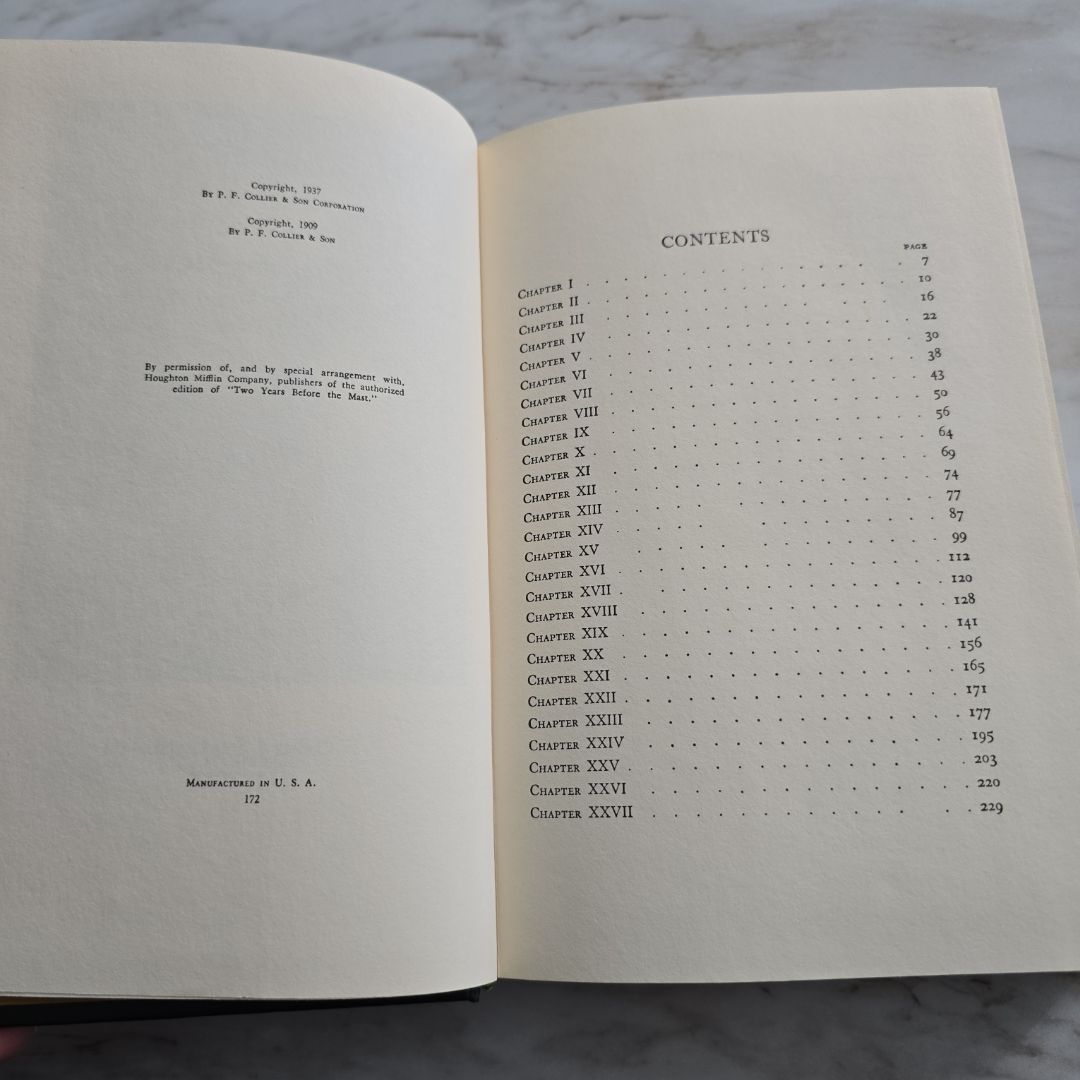 Copyright, 1937
By P. F. Collier & Son Corporation
Copyright, 1909
By P. F. Collier & Son
By permission of, and by special arrangement with,
Houghton Mifflin Company, publishers of the authorized
edition of "Two Years Before the Mast."
Manufactured in U. S. A.
172
CONTENTS
PAGE
Chapter I . . . . . . . . . . . . . . . 7
Chapter II . . . . . . . . . . . . . . . 10
Chapter III . . . . . . . . . . . . . . . 16
Chapter IV . . . . . . . . . . . . . . . 22
Chapter V . . . . . . . . . . . . . . . 30
Chapter VI . . . . . . . . . . . . . . . 38
Chapter VII . . . . . . . . . . . . . . . 43
Chapter VIII . . . . . . . . . . . . . . . 50
Chapter IX . . . . . . . . . . . . . . . 56
Chapter X . . . . . . . . . . . . . . . 64
Chapter XI . . . . . . . . . . . . . . . 69
Chapter XII . . . . . . . . . . . . . . . 74
Chapter XIII . . . . . . . . . . . . . . . 77
Chapter XIV . . . . . . . . . . . . . . . 87
Chapter XV . . . . . . . . . . . . . . . 99
Chapter XVI . . . . . . . . . . . . . . . 112
Chapter XVII . . . . . . . . . . . . . . . 120
Chapter XVIII . . . . . . . . . . . . . . . 128
Chapter XIX . . . . . . . . . . . . . . . 141
Chapter XX . . . . . . . . . . . . . . . 156
Chapter XXI . . . . . . . . . . . . . . . 165
Chapter XXII . . . . . . . . . . . . . . . 171
Chapter XXIII . . . . . . . . . . . . . . . 177
Chapter XXIV . . . . . . . . . . . . . . . 195
Chapter XXV . . . . . . . . . . . . . . . 203
Chapter XXVI . . . . . . . . . . . . . . . 220
Chapter XXVII . . . . . . . . . . . . . . . 229